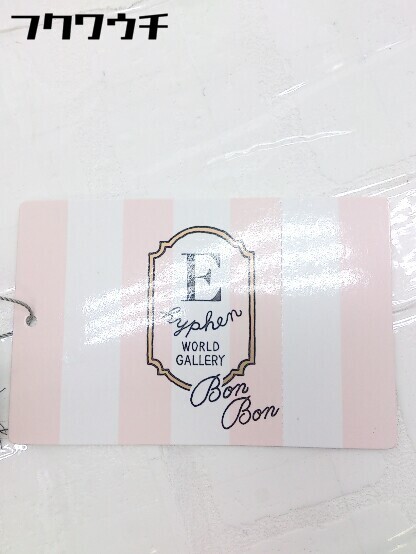 フクワウチ
E
hyphen
WORLD
GALLERY
Bon
Bon